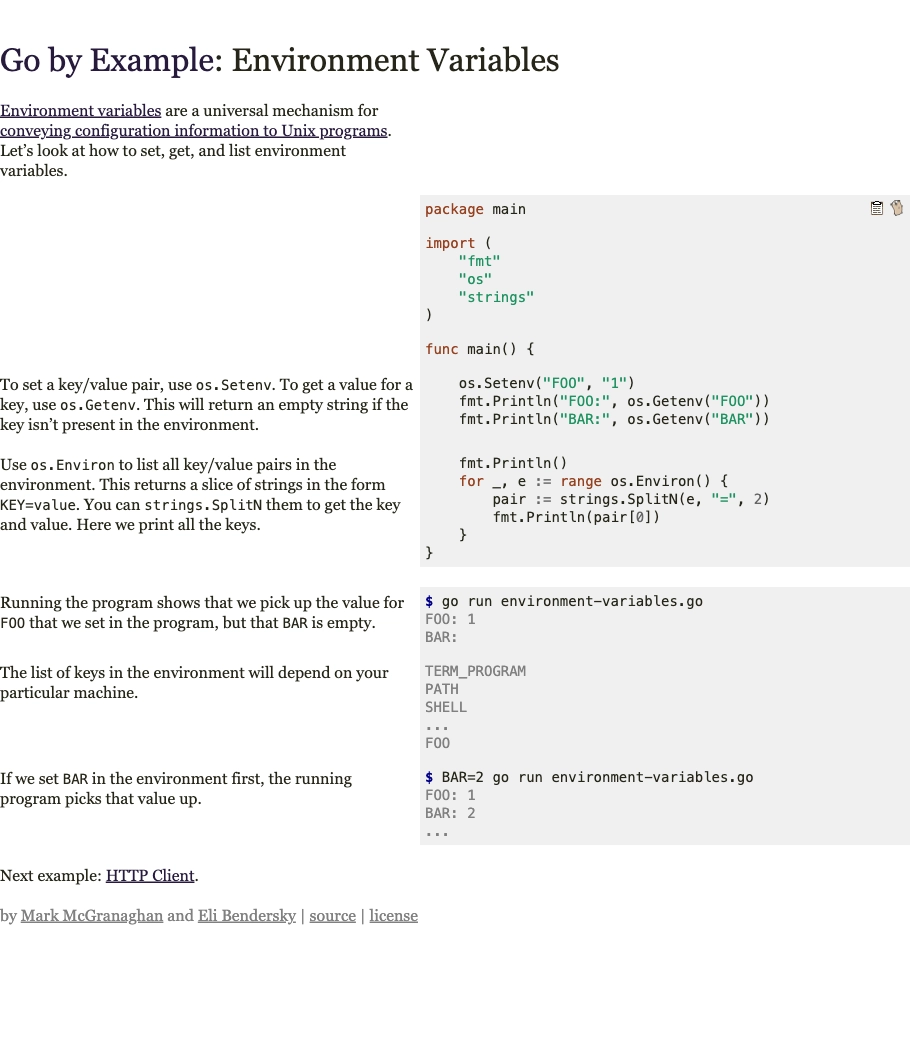 Go by Example: Environment Variables
Environment variables are a universal mechanism for
conveying configuration information to Unix programs.
Let’s look at how to set, get, and list environment
variables.
package main
import (
    "fmt"
    "os"
    "strings"
)
func main() {
To set a key/value pair, use os.Setenv. To get a value for a
key, use os.Getenv. This will return an empty string if the
key isn’t present in the environment.
    os.Setenv("FOO", "1")
    fmt.Println("FOO:", os.Getenv("FOO"))
    fmt.Println("BAR:", os.Getenv("BAR"))
Use os.Environ to list all key/value pairs in the
environment. This returns a slice of strings in the form
KEY=value. You can strings.SplitN them to get the key
and value. Here we print all the keys.
    fmt.Println()
    for _, e := range os.Environ() {
        pair := strings.SplitN(e, "=", 2)
        fmt.Println(pair[0])
    }
}
Running the program shows that we pick up the value for
FOO that we set in the program, but that BAR is empty.
$ go run environment-variables.go
FOO: 1
BAR:
The list of keys in the environment will depend on your
particular machine.
TERM_PROGRAM
PATH
SHELL
...
FOO
If we set BAR in the environment first, the running
program picks that value up.
$ BAR=2 go run environment-variables.go
FOO: 1
BAR: 2
...
Next example: HTTP Client.
by Mark McGranaghan and Eli Bendersky | source | license